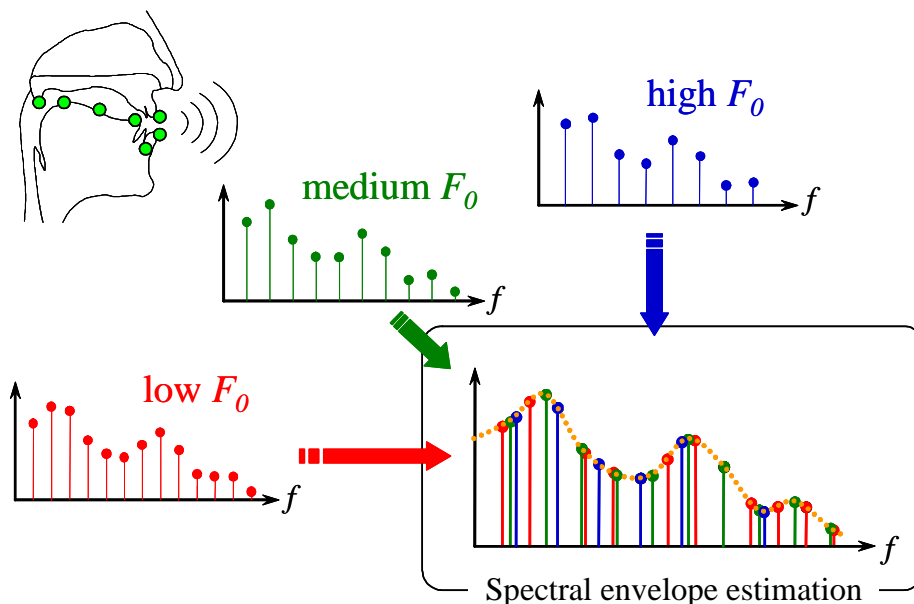 high F0
f
medium F0
f
low F0
f
f
Spectral envelope estimation